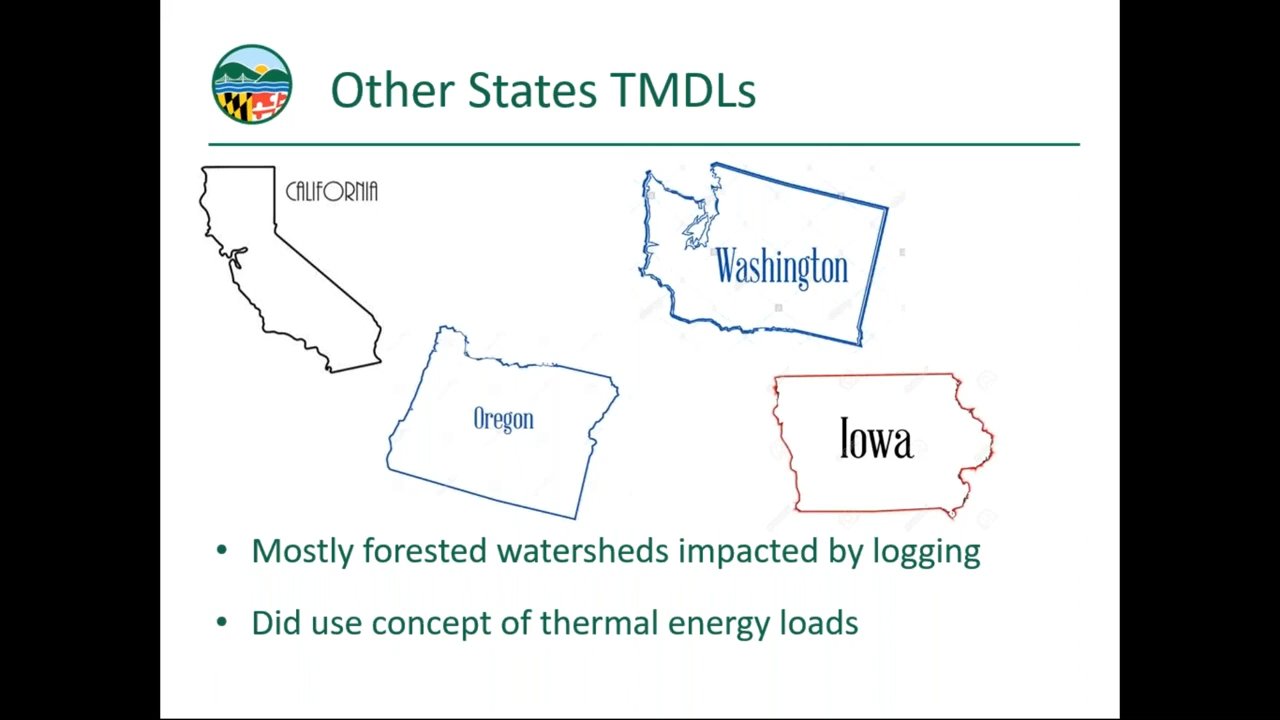 Other States TMDLs
CALIFORNIA
Washington
Oregon
Iowa
• Mostly forested watersheds impacted by logging
• Did use concept of thermal energy loads